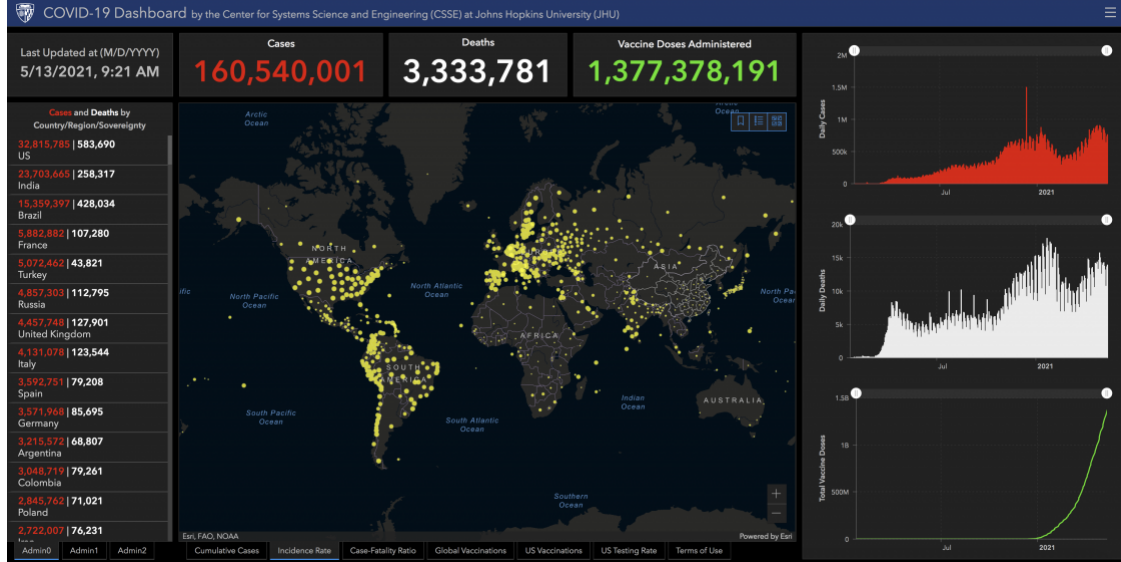 COVID-19 Dashboard by the Center for Systems Science and Engineering (CSSE) at Johns Hopkins University (JHU)
Last Updated at (M/D/YYYY)
5/13/2021, 9:21 AM
Cases
160,540,001
Deaths
3,333,781
Vaccine Doses Administered
1,377,378,191
Cases and Deaths by
Country/Region/Sovereignty
32,815,785 | 583,690
US
23,703,665 | 258,317
India
15,359,397 | 428,034
Brazil
5,882,882 | 107,280
France
5,072,462 | 43,821
Turkey
4,857,303 | 112,795
Russia
4,457,748 | 127,901
United Kingdom
4,131,078 | 123,544
Italy
3,592,751 | 79,208
Spain
3,571,968 | 85,695
Germany
3,215,572 | 68,807
Argentina
3,048,719 | 79,261
Colombia
2,845,762 | 71,021
Poland
2,722,007 | 76,231
Admin0
Admin1
Admin2
Arctic
Ocean
Arctic
Ocean
NORTH
AMERICA
ASIA
North Pacific
Ocean
North Atlantic
Ocean
North Pa
Ocean
AFRICA
SOUTH
AMERICA
Indian
Ocean
AUSTRALIA
South Pacific
Ocean
South Atlantic
Ocean
Southern
Ocean
Esri, FAO, NOAA
Powered by Esri
Cumulative Cases
Incidence Rate
Case-Fatality Ratio
Global Vaccinations
US Vaccinations
US Testing Rate
Terms of Use
Daily Cases
2M
1.5M
1M
500k
0
Jul
2021
Daily Deaths
20k
15k
10k
5k
0
Jul
2021
Total Vaccine Doses
1.5B
1B
500M
0
Jul
2021